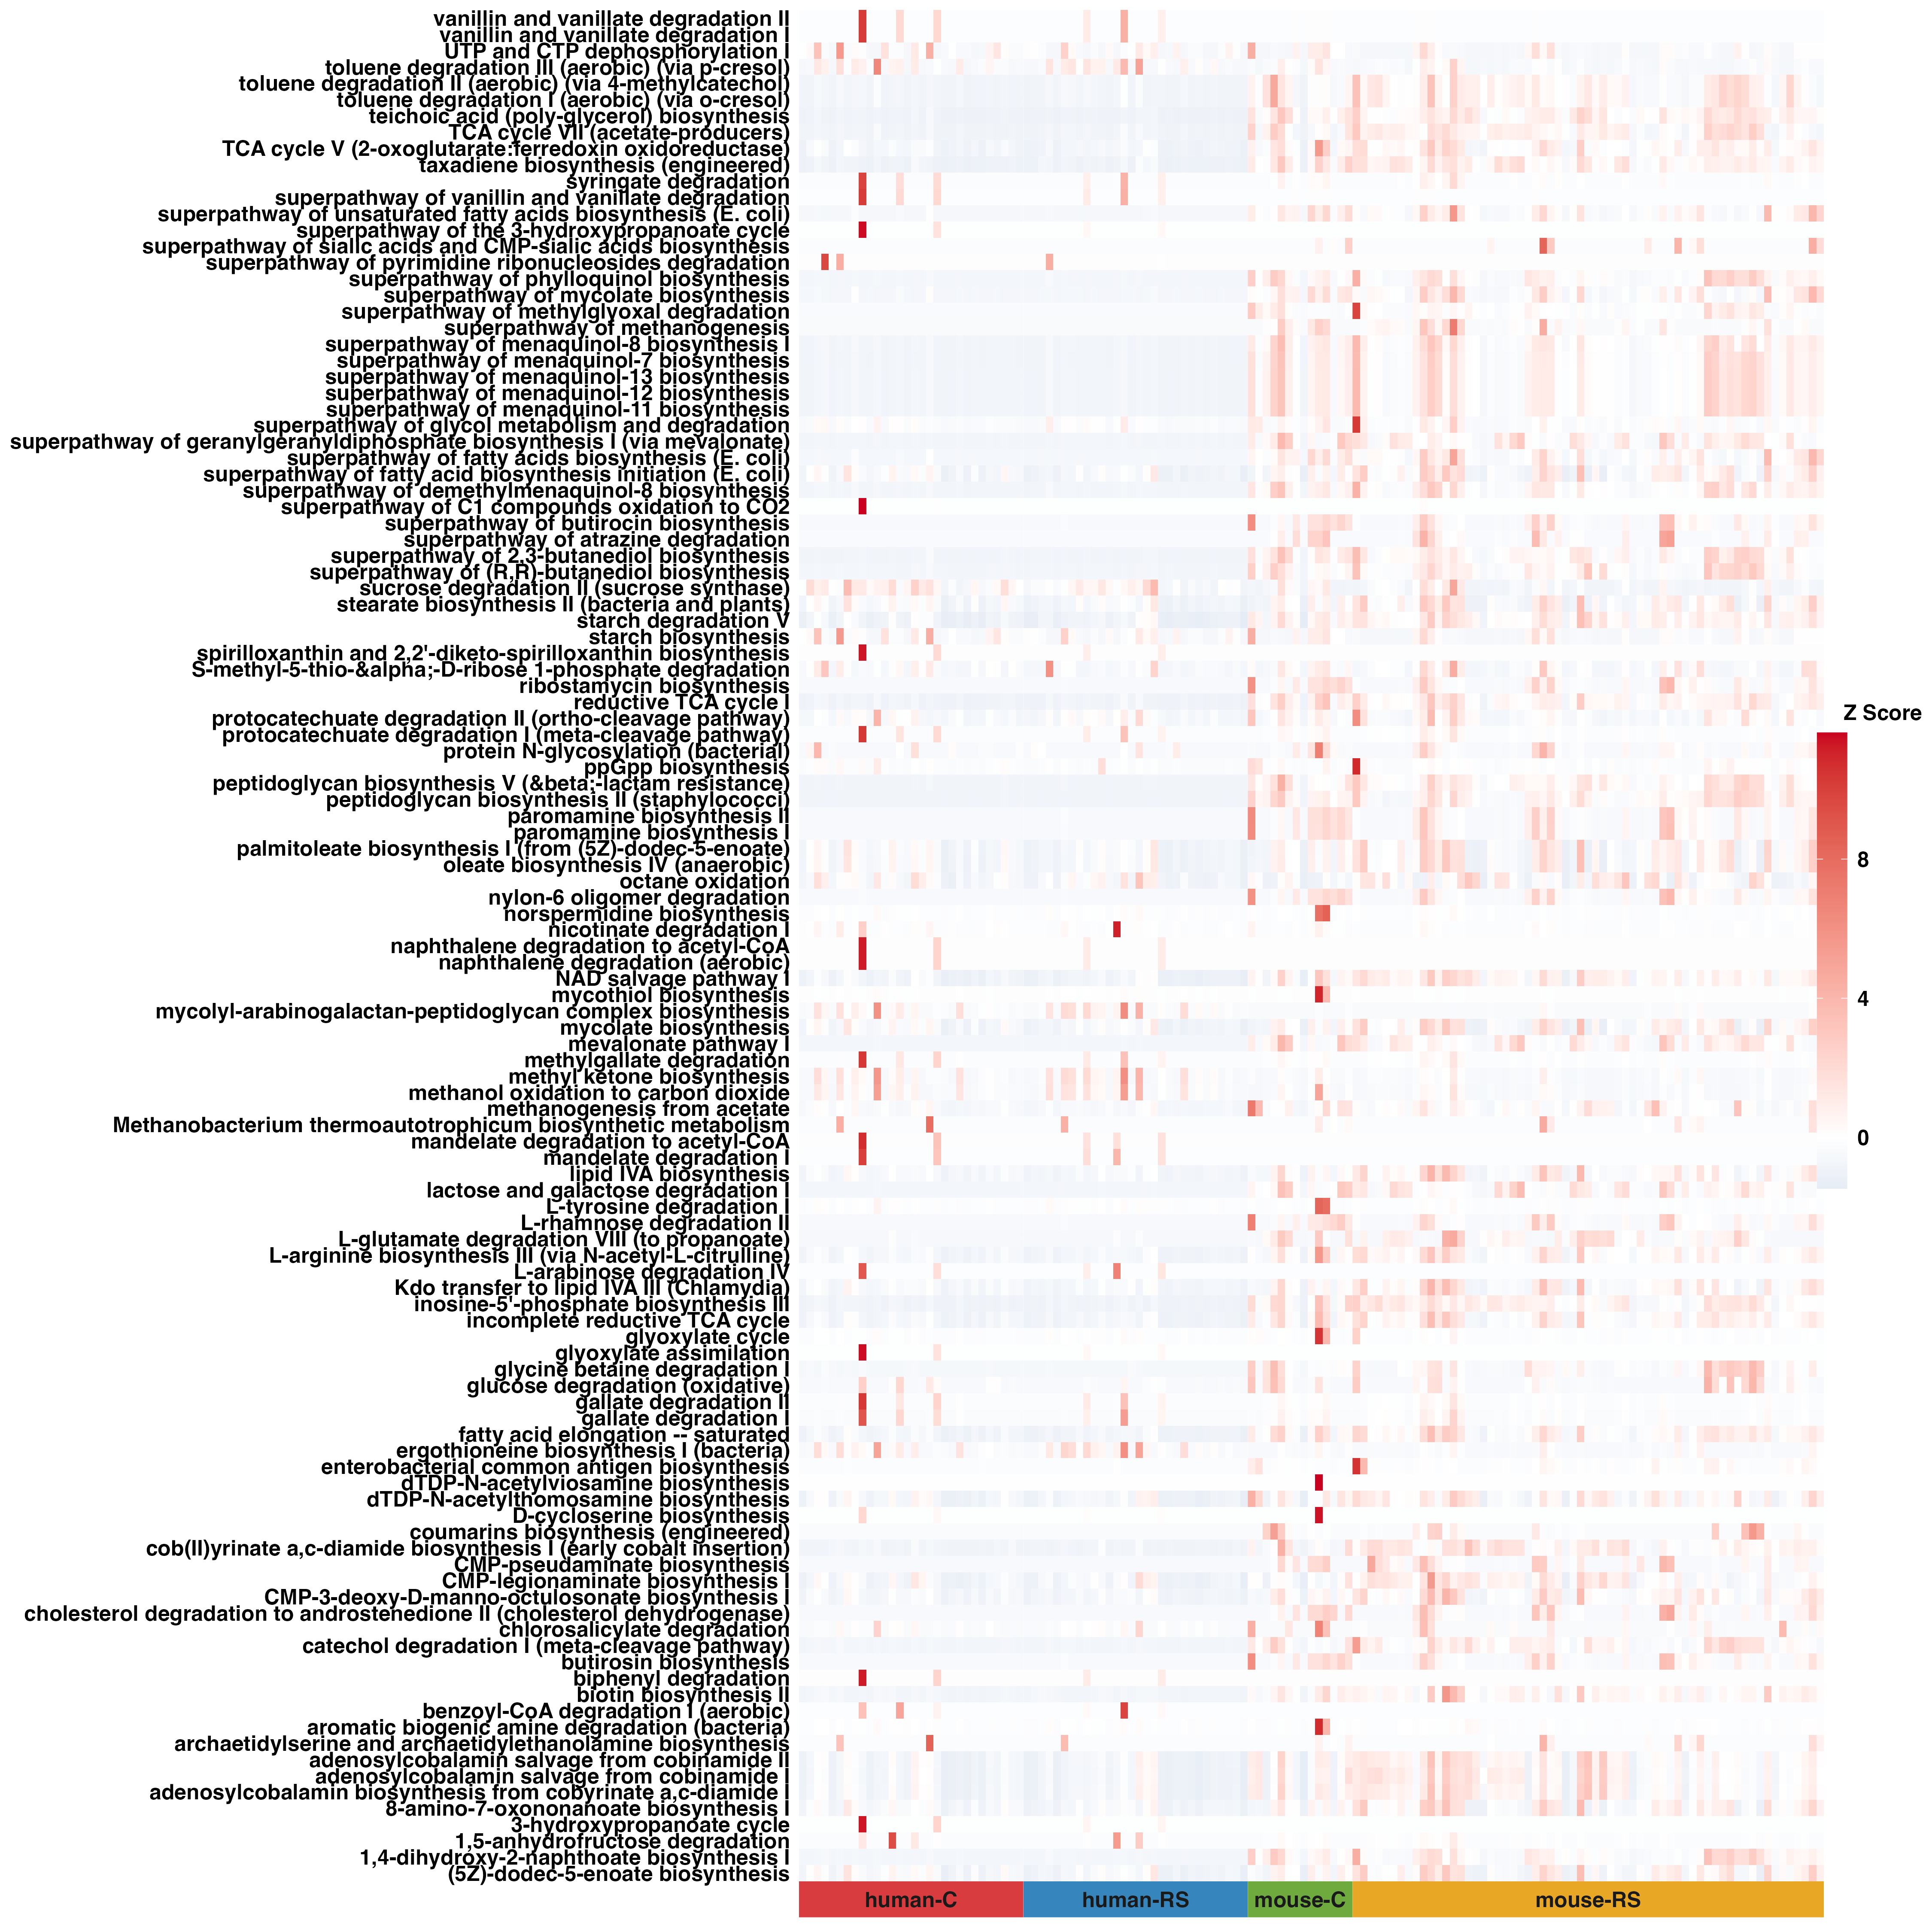 vanillin and vanillate degradation II
vanillin and vanillate degradation I
UTP and CTP dephosphorylation I
toluene degradation III (aerobic) (via p-cresol)
toluene degradation II (aerobic) (via 4-methylcatechol)
toluene degradation I (aerobic) (via o-cresol)
teichoic acid (poly-glycerol) biosynthesis
TCA cycle VII (acetate-producers)
TCA cycle V (2-oxoglutarate:ferredoxin oxidoreductase)
taxadiene biosynthesis (engineered)
syringate degradation
superpathway of vanillin and vanillate degradation
superpathway of unsaturated fatty acids biosynthesis (E. coli)
superpathway of the 3-hydroxypropanoate cycle
superpathway of sialic acids and CMP-sialic acids biosynthesis
superpathway of pyrimidine ribonucleosides degradation
superpathway of phylloquinol biosynthesis
superpathway of mycolate biosynthesis
superpathway of methylglyoxal degradation
superpathway of methanogenesis
superpathway of menaquinol-8 biosynthesis I
superpathway of menaquinol-7 biosynthesis
superpathway of menaquinol-13 biosynthesis
superpathway of menaquinol-12 biosynthesis
superpathway of menaquinol-11 biosynthesis
superpathway of glycol metabolism and degradation
superpathway of geranylgeranyldiphosphate biosynthesis I (via mevalonate)
superpathway of fatty acids biosynthesis (E. coli)
superpathway of fatty acid biosynthesis initiation (E. coli)
superpathway of demethylmenaquinol-8 biosynthesis
superpathway of C1 compounds oxidation to CO2
superpathway of butirocin biosynthesis
superpathway of atrazine degradation
superpathway of 2,3-butanediol biosynthesis
superpathway of (R,R)-butanediol biosynthesis
sucrose degradation II (sucrose synthase)
stearate biosynthesis II (bacteria and plants)
starch degradation V
starch biosynthesis
spirilloxanthin and 2,2'-diketo-spirilloxanthin biosynthesis
S-methyl-5-thio-&alpha;-D-ribose 1-phosphate degradation
ribostamycin biosynthesis
reductive TCA cycle I
protocatechuate degradation II (ortho-cleavage pathway)
protocatechuate degradation I (meta-cleavage pathway)
protein N-glycosylation (bacterial)
ppGpp biosynthesis
peptidoglycan biosynthesis V (&beta;-lactam resistance)
peptidoglycan biosynthesis II (staphylococci)
paromamine biosynthesis II
paromamine biosynthesis I
palmitoleate biosynthesis I (from (5Z)-dodec-5-enoate)
oleate biosynthesis IV (anaerobic)
octane oxidation
nylon-6 oligomer degradation
norspermidine biosynthesis
nicotinate degradation I
naphthalene degradation to acetyl-CoA
naphthalene degradation (aerobic)
NAD salvage pathway I
mycothiol biosynthesis
mycolyl-arabinogalactan-peptidoglycan complex biosynthesis
mycolate biosynthesis
mevalonate pathway I
methylgallate degradation
methyl ketone biosynthesis
methanol oxidation to carbon dioxide
methanogenesis from acetate
Methanobacterium thermoautotrophicum biosynthetic metabolism
mandelate degradation to acetyl-CoA
mandelate degradation I
lipid IVA biosynthesis
lactose and galactose degradation I
L-tyrosine degradation I
L-rhamnose degradation II
L-glutamate degradation VIII (to propanoate)
L-arginine biosynthesis III (via N-acetyl-L-citrulline)
L-arabinose degradation IV
Kdo transfer to lipid IVA III (Chlamydia)
inosine-5'-phosphate biosynthesis III
incomplete reductive TCA cycle
glyoxylate cycle
glyoxylate assimilation
glycine betaine degradation I
glucose degradation (oxidative)
gallate degradation II
gallate degradation I
fatty acid elongation -- saturated
ergothioneine biosynthesis I (bacteria)
enterobacterial common antigen biosynthesis
dTDP-N-acetylviosamine biosynthesis
dTDP-N-acetylthomosamine biosynthesis
D-cycloserine biosynthesis
coumarins biosynthesis (engineered)
cob(II)yrinate a,c-diamide biosynthesis I (early cobalt insertion)
CMP-pseudaminate biosynthesis
CMP-legionaminate biosynthesis I
CMP-3-deoxy-D-manno-octulosonate biosynthesis I
cholesterol degradation to androstenedione II (cholesterol dehydrogenase)
chlorosalicylate degradation
catechol degradation I (meta-cleavage pathway)
butirosin biosynthesis
biphenyl degradation
biotin biosynthesis II
benzoyl-CoA degradation I (aerobic)
aromatic biogenic amine degradation (bacteria)
archaetidylserine and archaetidylethanolamine biosynthesis
adenosylcobalamin salvage from cobinamide II
adenosylcobalamin salvage from cobinamide I
adenosylcobalamin biosynthesis from cobyrinate a,c-diamide I
8-amino-7-oxononanoate biosynthesis I
3-hydroxypropanoate cycle
1,5-anhydrofructose degradation
1,4-dihydroxy-2-naphthoate biosynthesis I
(5Z)-dodec-5-enoate biosynthesis
human-C human-RS mouse-C mouse-RS
Z Score
8
4
0